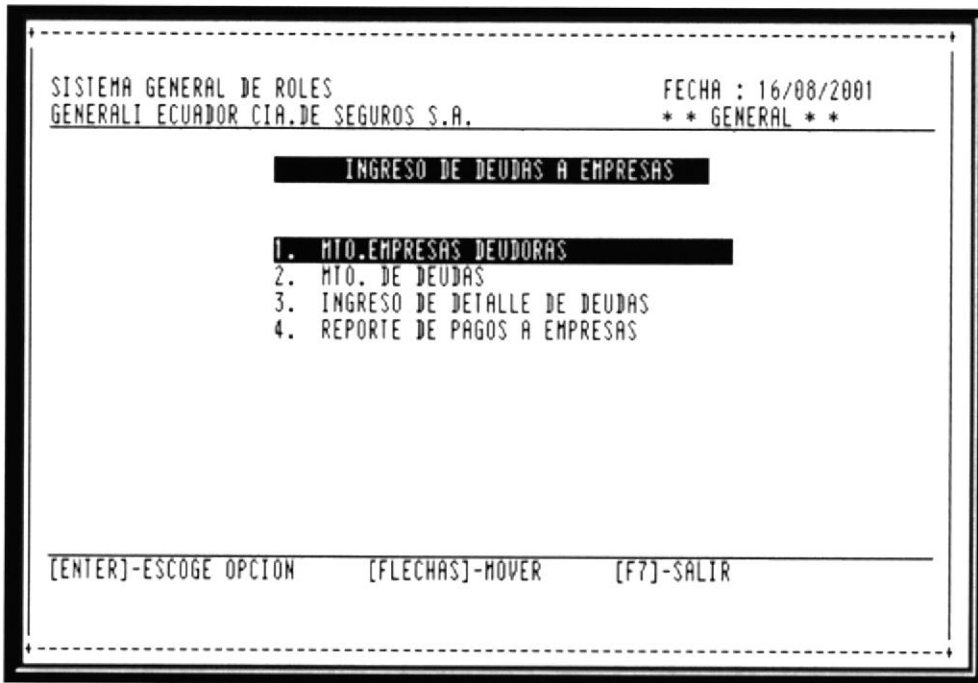 SISTEMA GENERAL DE ROLES FECHA : 16/08/2001
GENERALI ECUADOR CIA.DE SEGUROS S.A. * * GENERAL * *
INGRESO DE DEUDAS A EMPRESAS
1. MTO.EMPRESAS DEUDORAS
2. MTO. DE DEUDAS
3. INGRESO DE DETALLE DE DEUDAS
4. REPORTE DE PAGOS A EMPRESAS
[ENTER]-ESCOGE OPCION [FLECHAS]-MOVER [F7]-SALIR